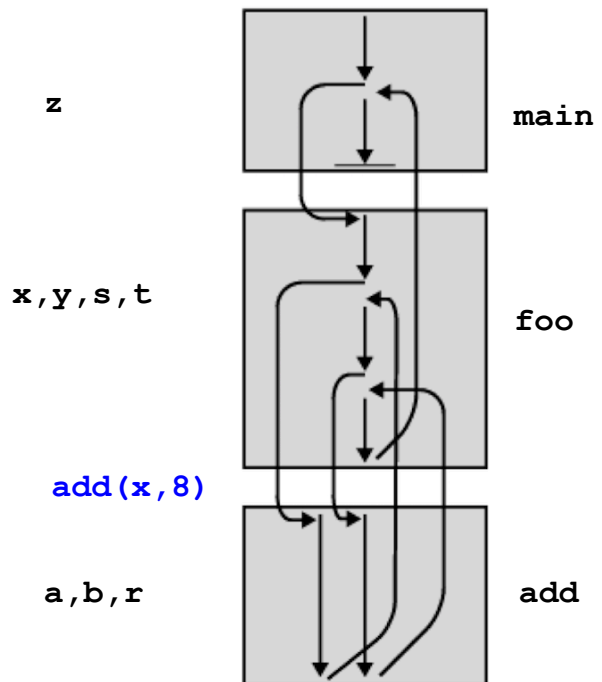 z
main
x,y,s,t
foo
add(x,8)
a,b,r
add